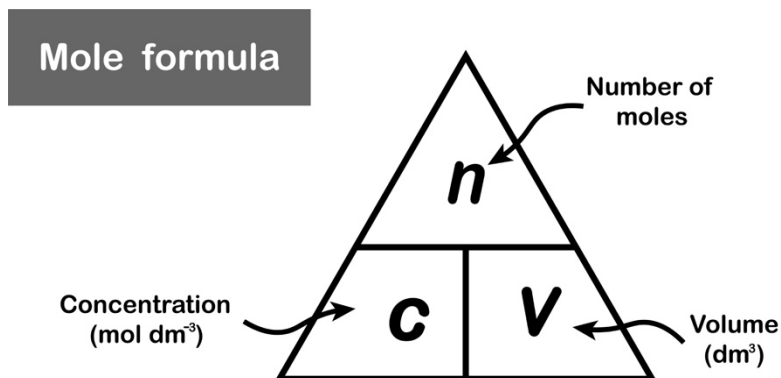 Mole formula
Number of
moles
n
Concentration
(mol dm⁻³)
c
V
Volume
(dm³)